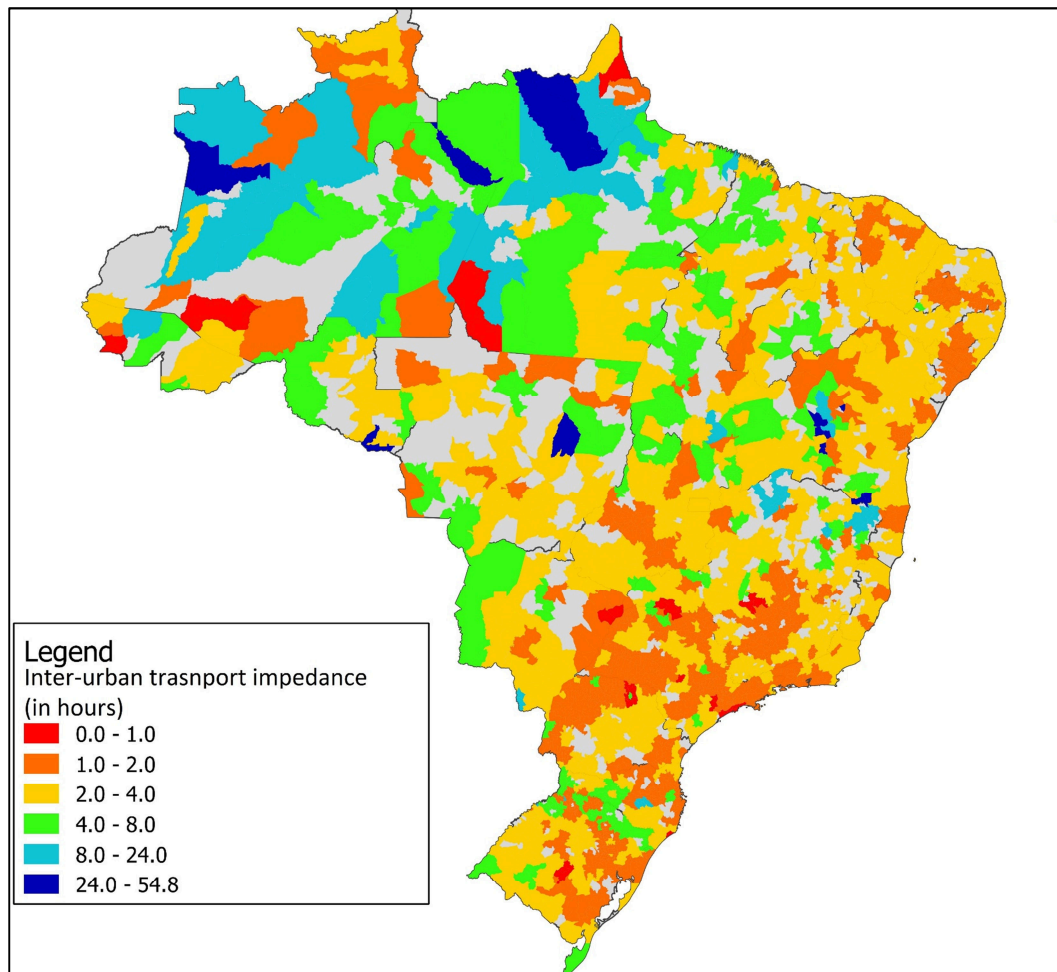 Legend
Inter-urban trasnport impedance
(in hours)
0.0 - 1.0
1.0 - 2.0
2.0 - 4.0
4.0 - 8.0
8.0 - 24.0
24.0 - 54.8